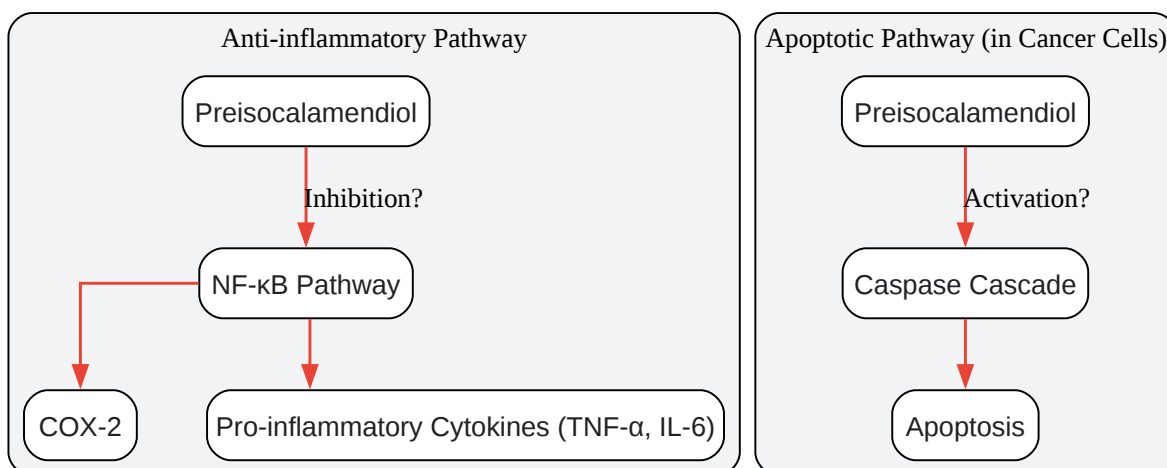 Anti-inflammatory Pathway
Preisocalamendiol
Inhibition?
NF-κB Pathway
COX-2
Pro-inflammatory Cytokines (TNF-α, IL-6)
Apoptotic Pathway (in Cancer Cells)
Preisocalamendiol
Activation?
Caspase Cascade
Apoptosis